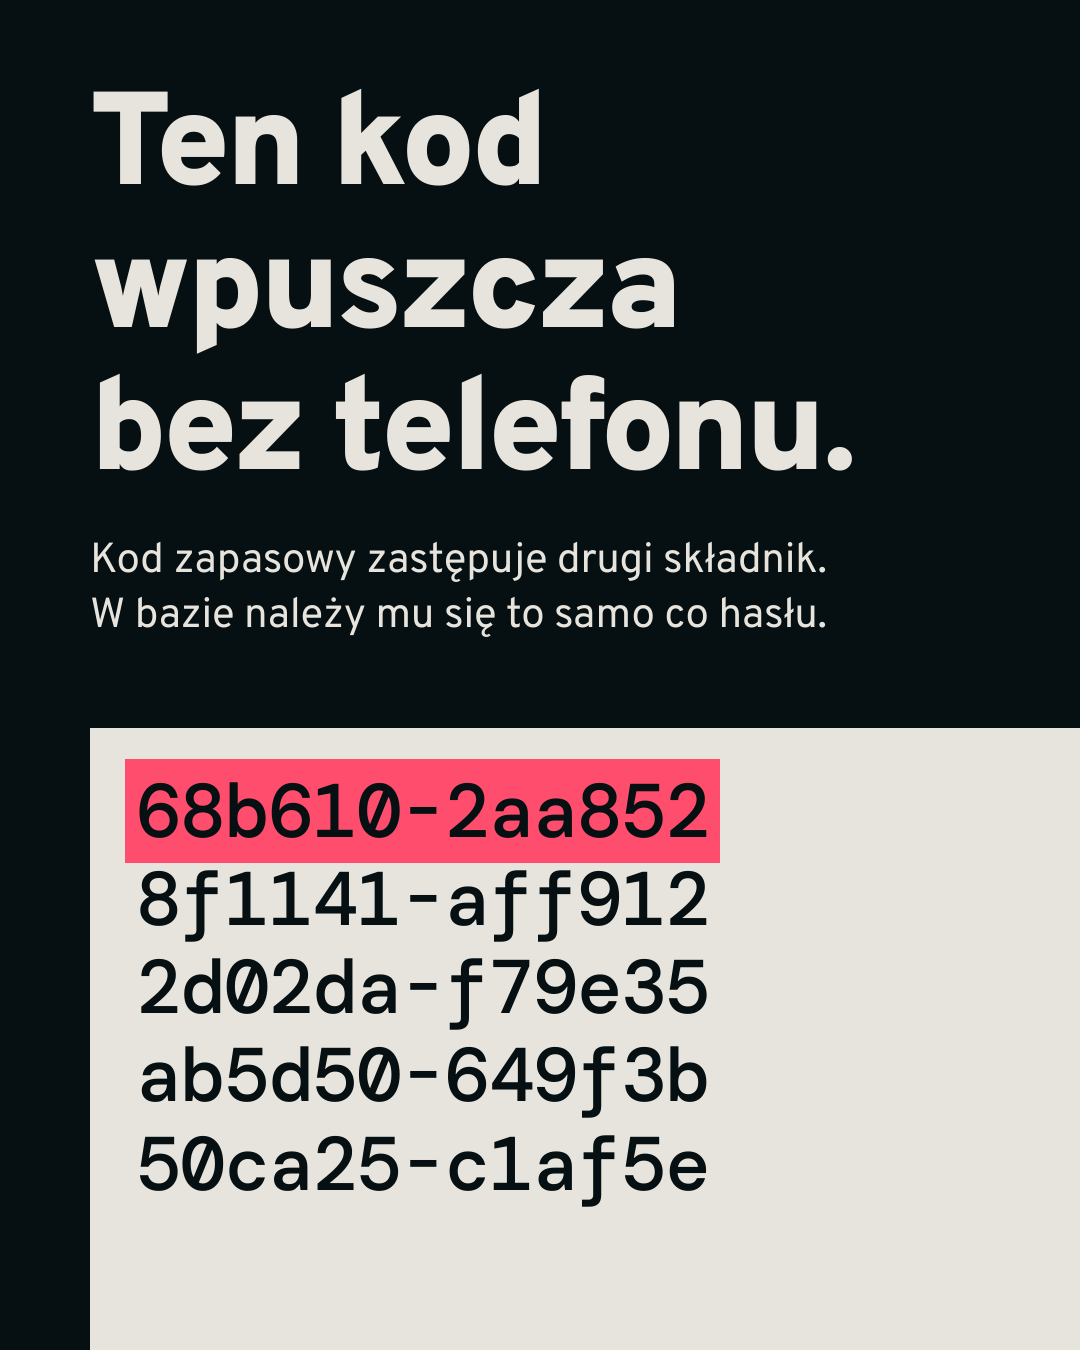 Ten kod
wpuszcza
bez telefonu.
Kod zapasowy zastępuje drugi składnik.
W bazie należy mu się to samo co hasłu.
68b610-2aa852
8f1141-aff912
2d02da-f79e35
ab5d50-649f3b
50ca25-c1af5e